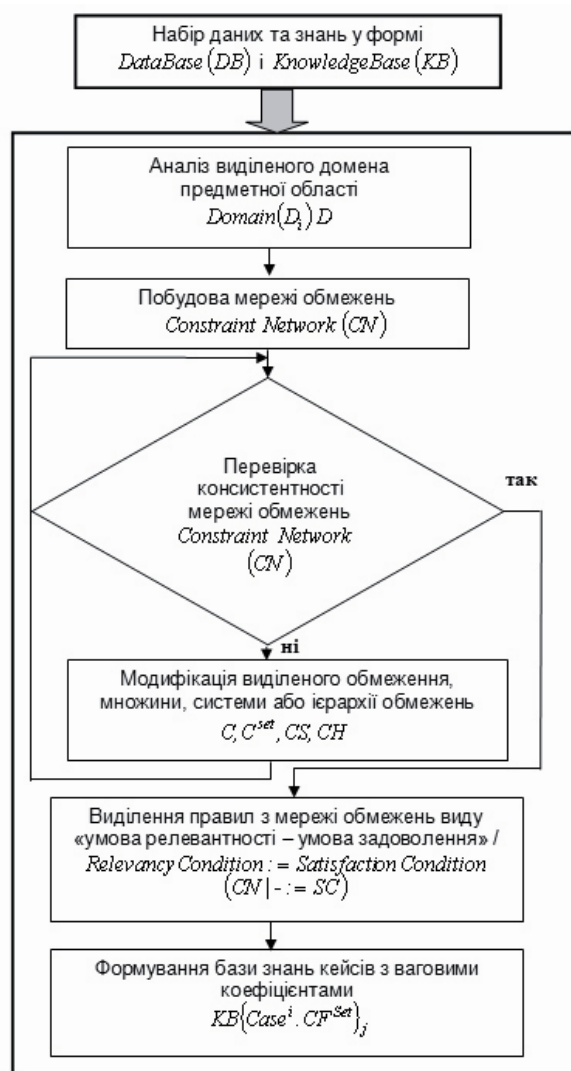 Набір даних та знань у формі
DataBase(DB) і KnowledgeBase(KB)
Аналіз виділеного домена
предметної області
Domain(D_i) D
Побудова мережі обмежень
Constraint Network (CN)
Перевірка
консистентності
мережі обмежень
Constraint Network
(CN)
так
ні
Модифікація виділеного обмеження,
множини, системи або ієрархії обмежень
C, C^set, CS, CH
Виділення правил з мережі обмежень виду
«умова релевантності – умова задоволення» /
Relevancy Condition := Satisfaction Condition
(CN | - := SC)
Формування бази знань кейсів з ваговими
коефіцієнтами
KB{Case^i . CF^Set}_j